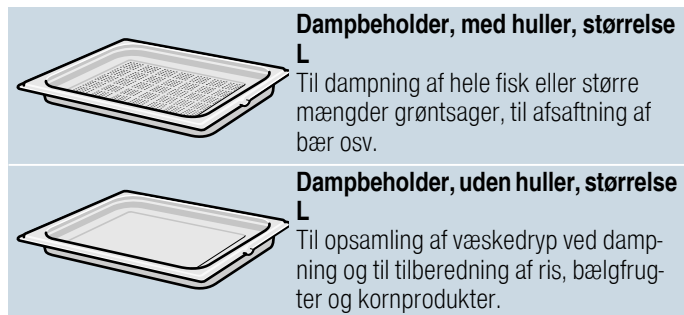 Dampbeholder, med huller, størrelse
L
Til dampning af hele fisk eller større
mængder grøntsager, til afsaftning af
bær osv.
Dampbeholder, uden huller, størrelse
L
Til opsamling af væskedryp ved damp-
ning og til tilberedning af ris, bælgfrug-
ter og kornprodukter.